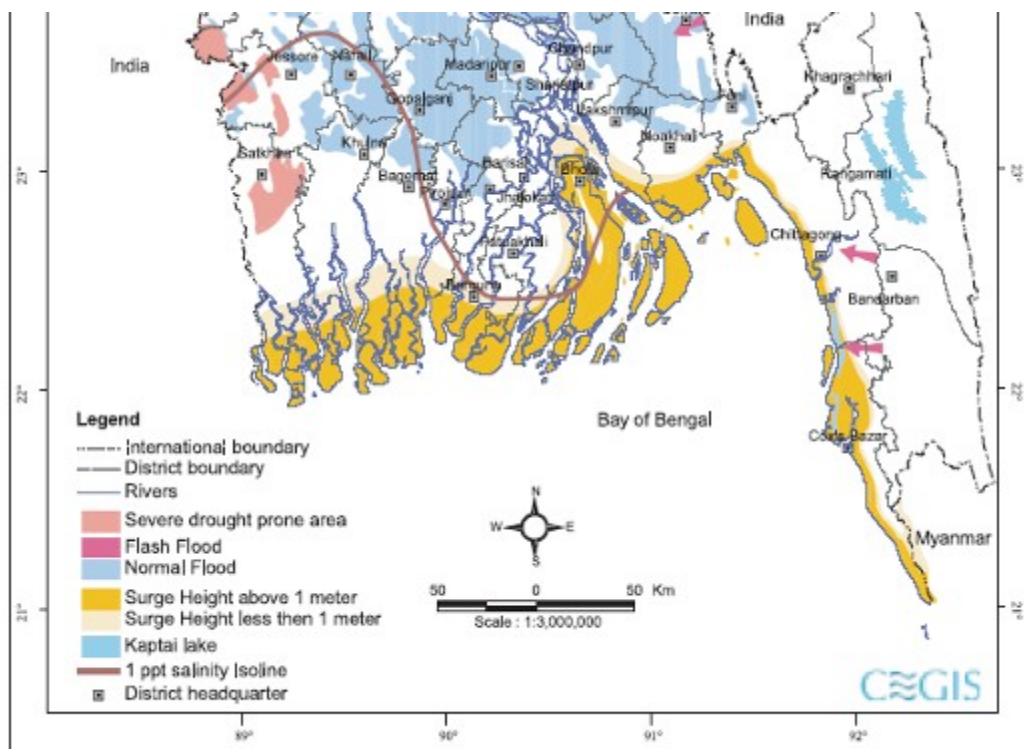 India
India
Jessore
Narail
Madaripur
Chandpur
Shariatpur
Khagrachhari
Gopalganj
Lakshmipur
Feni
Noakhali
Satkhira
Khulna
Barisal
Bhola
Rangamati
23°
23°
Bagerhat
Pirojpur
Jhalokati
Patuakhali
Chittagong
Barguna
Bandarban
22°
22°
Bay of Bengal
Cox's Bazar
Legend
International boundary
District boundary
Rivers
Severe drought prone area
Flash Flood
Normal Flood
Surge Height above 1 meter
Surge Height less then 1 meter
Kaptai lake
1 ppt salinity Isoline
District headquarter
N
W E
S
Myanmar
50 0 50 Km
Scale : 1:3,000,000
21°
21°
CEGIS
89° 90° 91° 92°